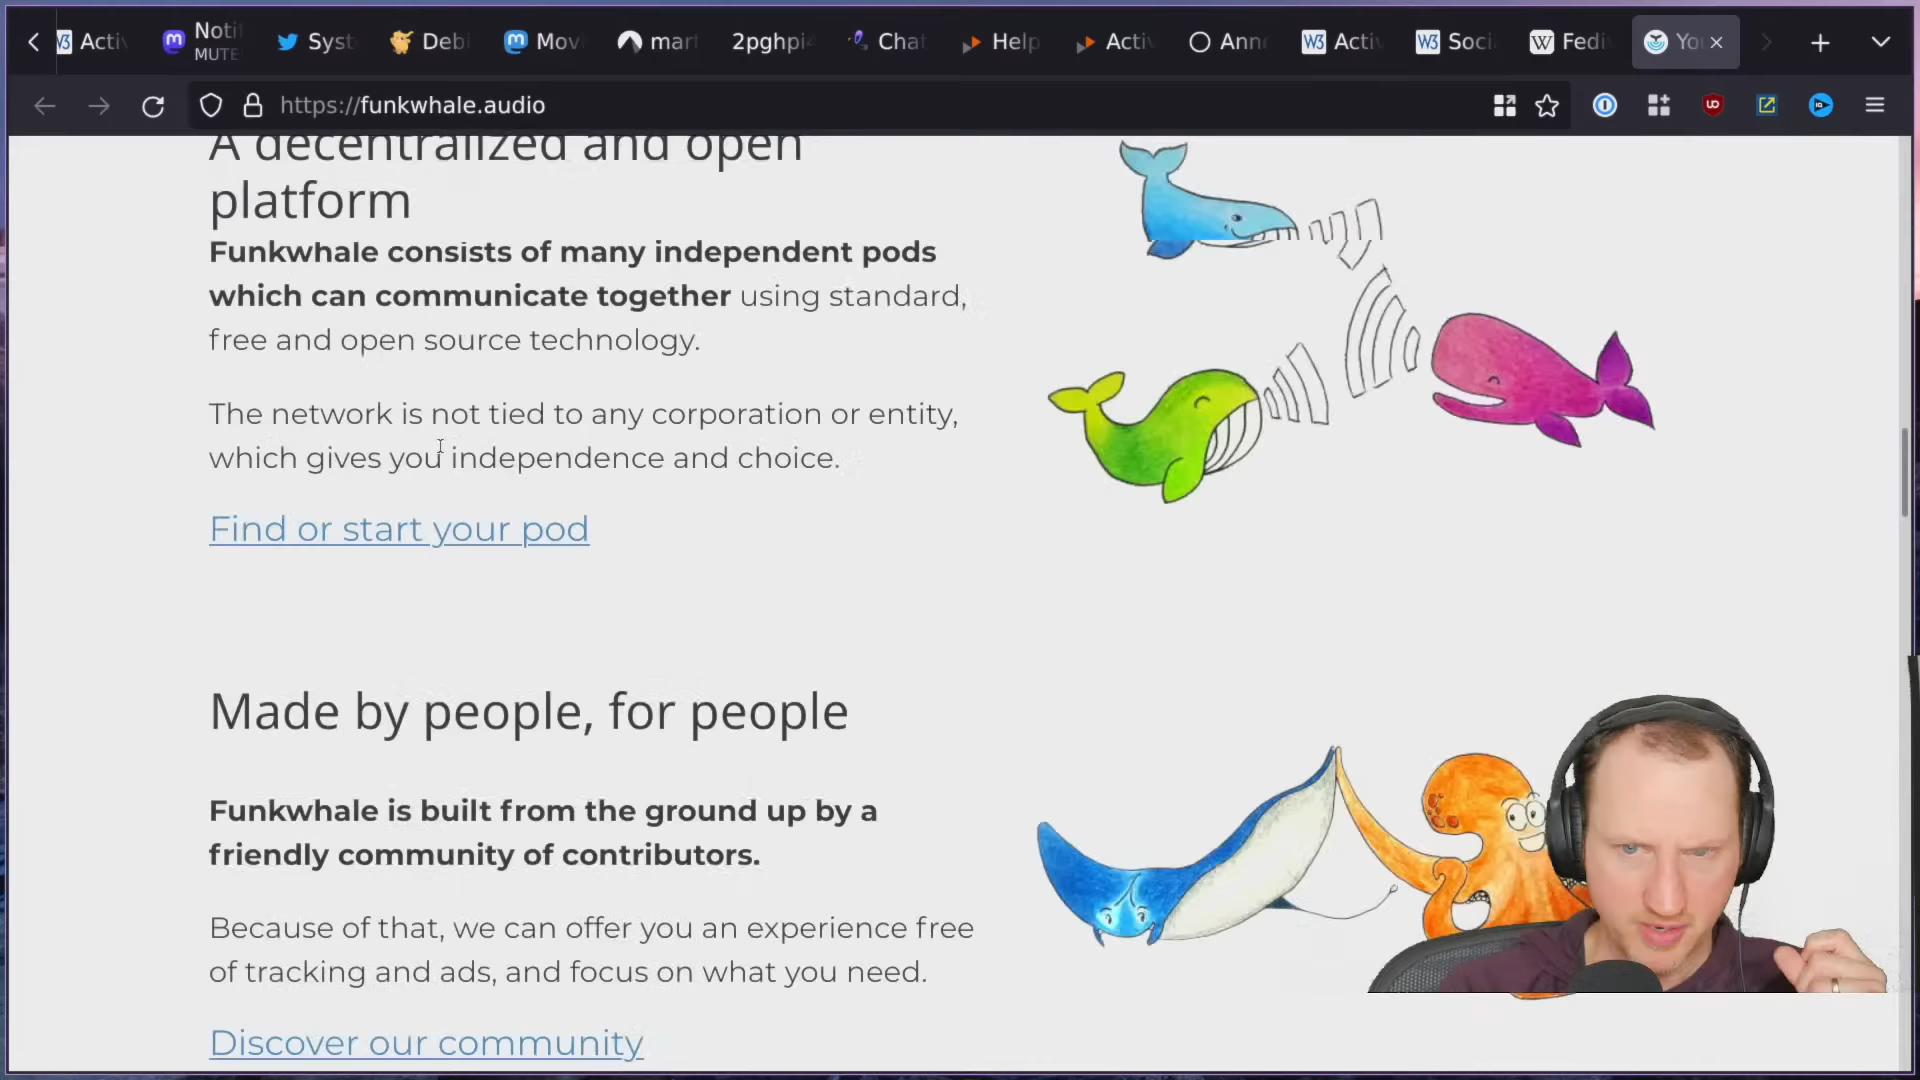 Acti
Noti
MUTE
Syst
Deb
Mov
mart
2pghpi
Chat
Help
Activ
Anne
Activ
Soci
Fedi
You
https://funkwhale.audio
A decentralized and open
platform
Funkwhale consists of many independent pods
which can communicate together using standard,
free and open source technology.
The network is not tied to any corporation or entity,
which gives you independence and choice.
Find or start your pod
Made by people, for people
Funkwhale is built from the ground up by a
friendly community of contributors.
Because of that, we can offer you an experience free
of tracking and ads, and focus on what you need.
Discover our community